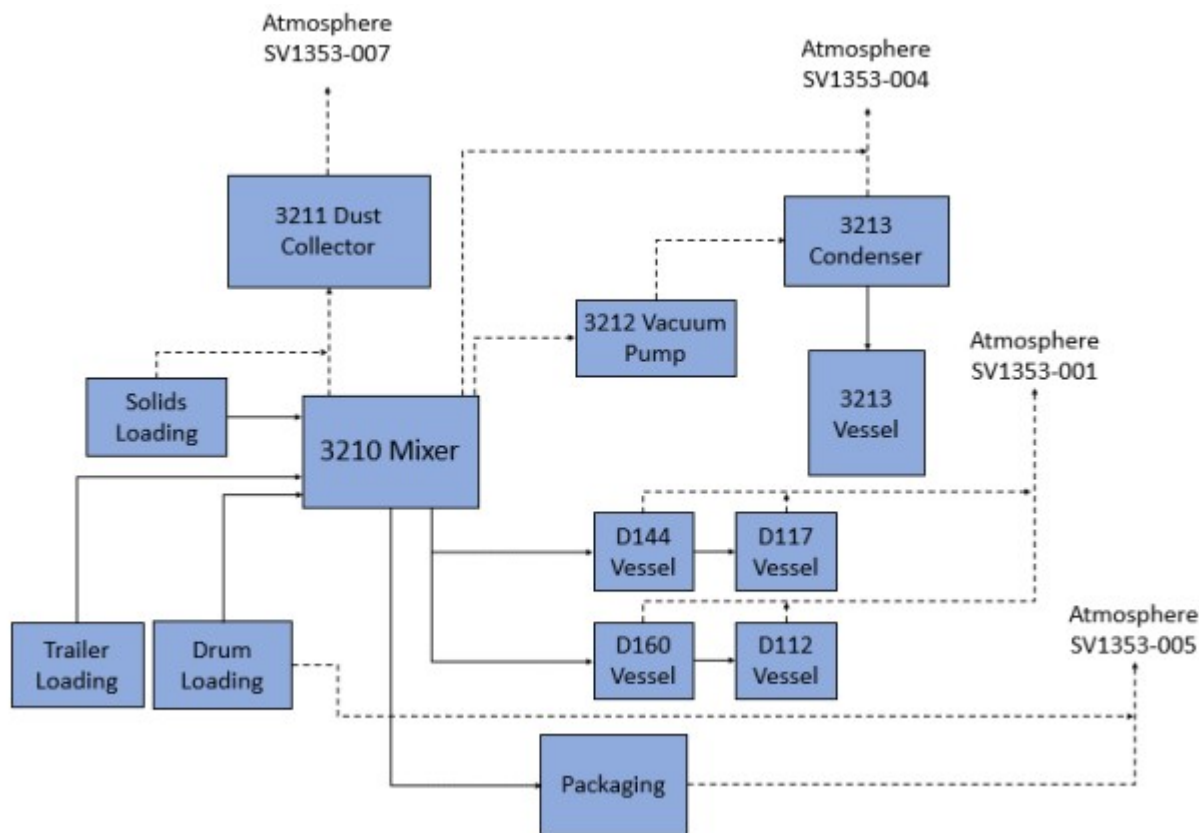 Atmosphere
SV1353-007
Atmosphere
SV1353-004
3211 Dust
Collector
3213
Condenser
3212 Vacuum
Pump
Atmosphere
SV1353-001
Solids
Loading
3210 Mixer
3213
Vessel
D144
Vessel
D117
Vessel
Trailer
Loading
Drum
Loading
D160
Vessel
D112
Vessel
Atmosphere
SV1353-005
Packaging